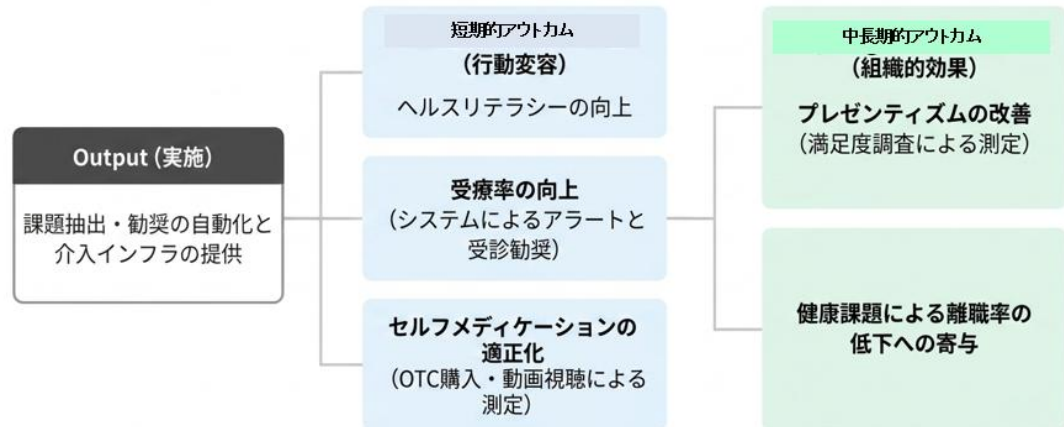 Output (実施)
課題抽出・勧奨の自動化と
介入インフラの提供
短期的アウトカム
(行動変容)
ヘルスリテラシーの向上
受療率の向上
(システムによるアラートと
受診勧奨)
セルフメディケーションの
適正化
(OTC購入・動画視聴による
測定)
中長期的アウトカム
(組織的効果)
プレゼンティズムの改善
(満足度調査による測定)
健康課題による離職率の
低下への寄与